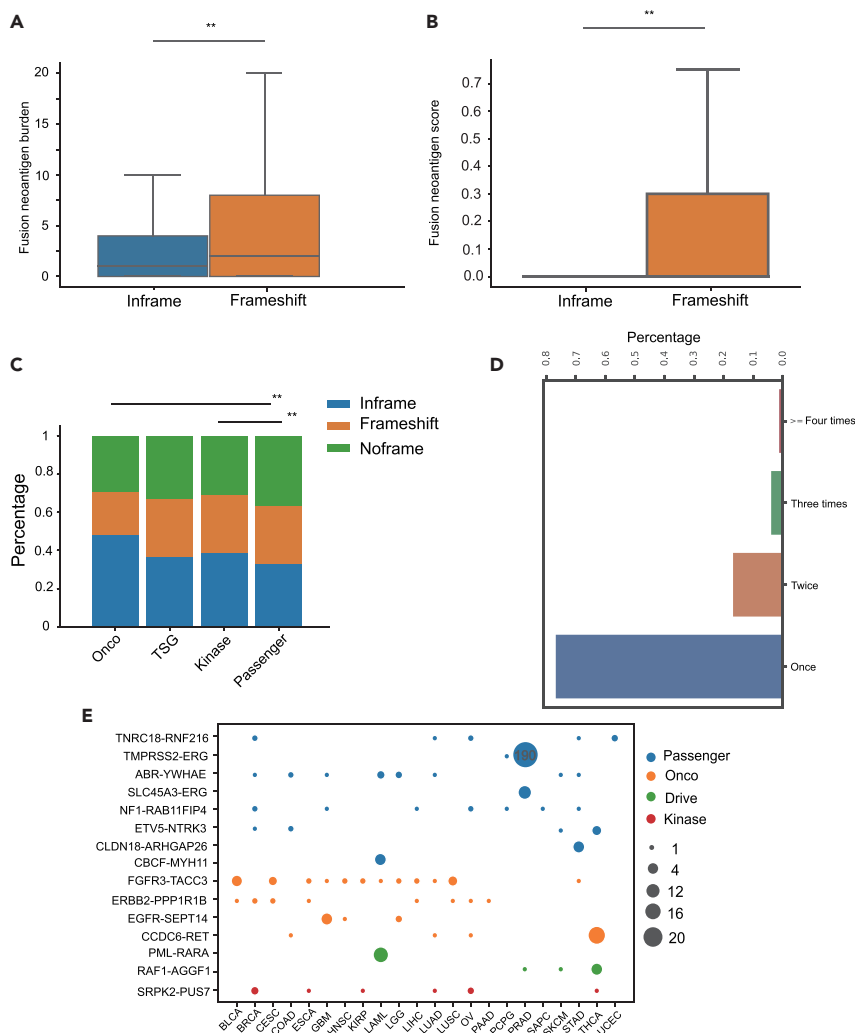 A
**
Fusion neoantigen burden
20
15
10
5
0
Inframe
Frameshift
B
**
Fusion neoantigen score
0.7
0.6
0.5
0.4
0.3
0.2
0.1
0.0
Inframe
Frameshift
C
**
**
Inframe
Frameshift
Noframe
Percentage
1
0.8
0.6
0.4
0.2
0
Onco
TSG
Kinase
Passenger
D
Percentage
0.8
0.7
0.6
0.5
0.4
0.3
0.2
0.1
0.0
>= Four times
Three times
Twice
Once
E
TNRC18-RNF216
TMPRSS2-ERG
ABR-YWHAE
SLC45A3-ERG
NF1-RAB11FIP4
ETV5-NTRK3
CLDN18-ARHGAP26
CBCF-MYH11
FGFR3-TACC3
ERBB2-PPP1R1B
EGFR-SEPT14
CCDC6-RET
PML-RARA
RAF1-AGGF1
SRPK2-PUS7
190
Passenger
Onco
Drive
Kinase
1
4
12
16
20
BLCA
BRCA
CESC
COAD
ESCA
GBM
HNSC
KIRP
LAML
LGG
LIHC
LUAD
LUSC
OV
PAAD
PCPG
PRAD
SAPC
SKCM
STAD
THCA
UCEC